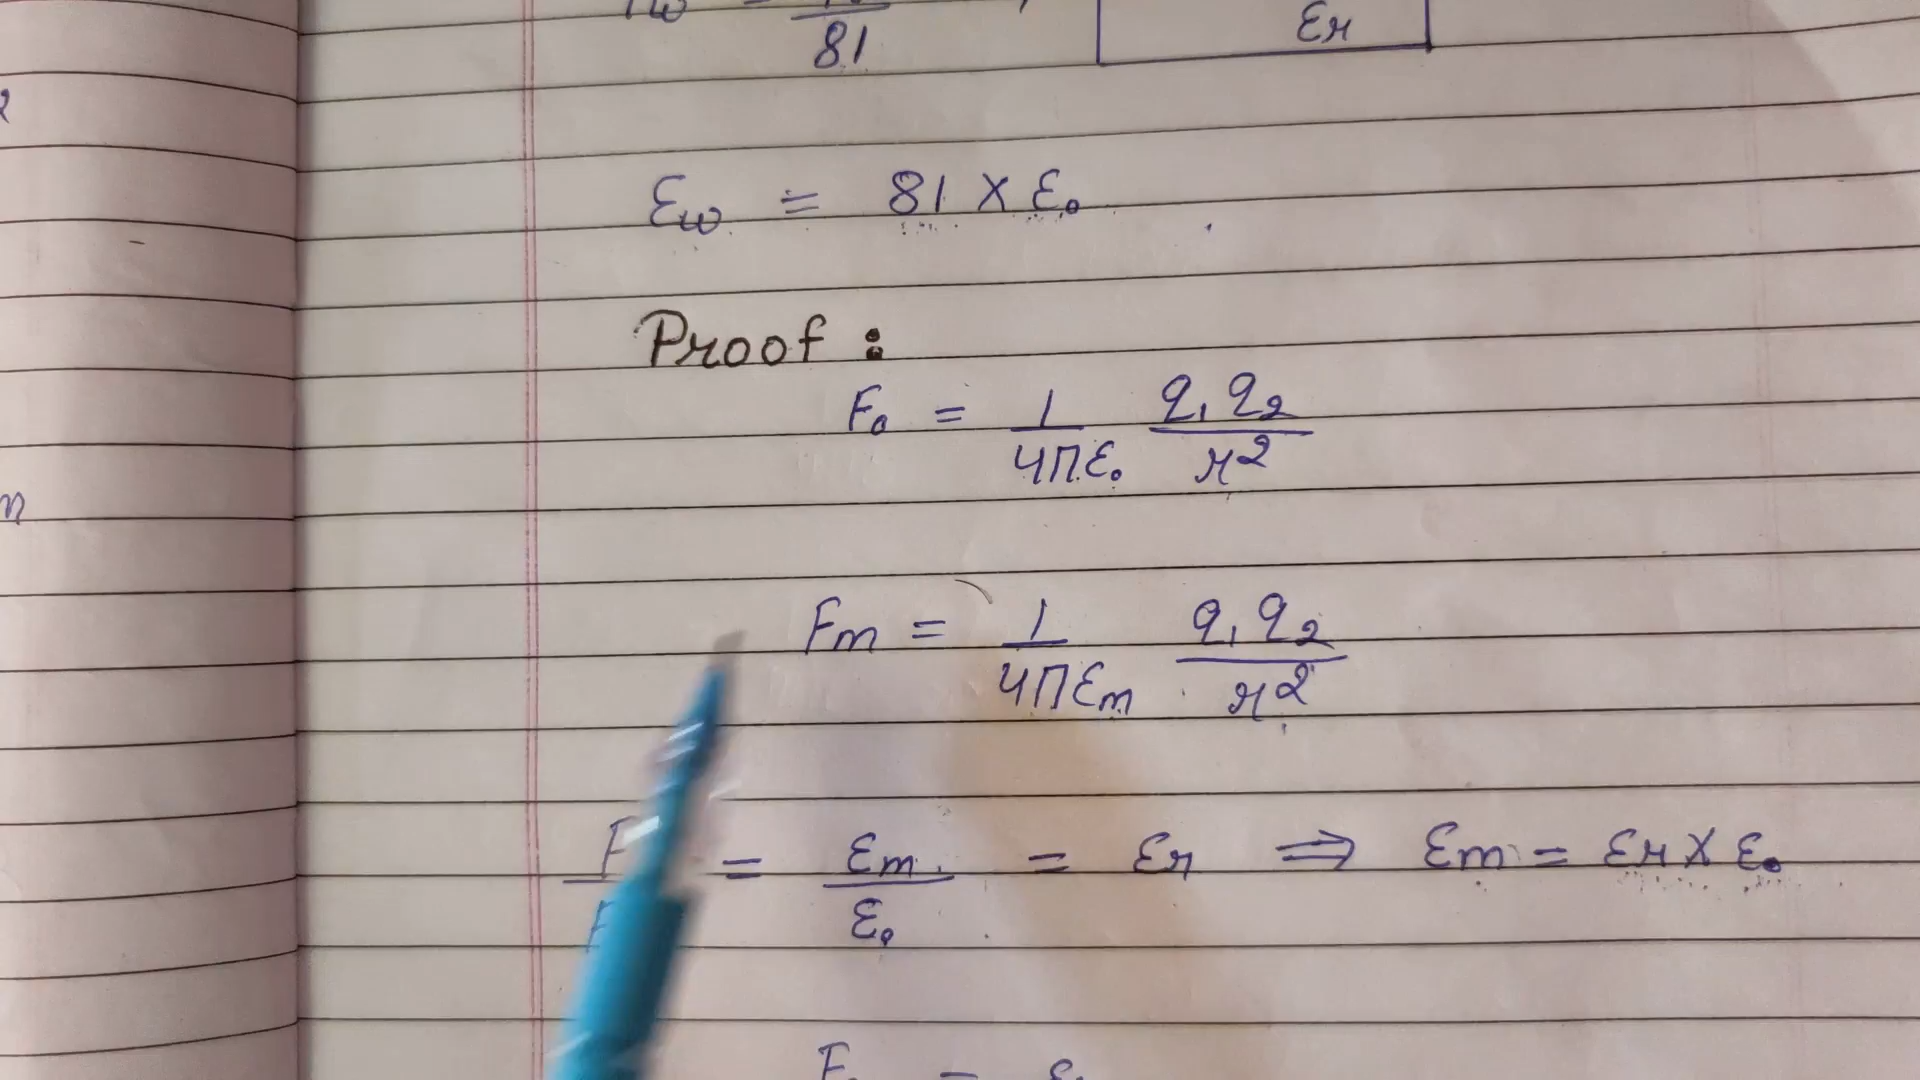 81 εr
εw = 81 × ε₀
Proof :
F₀ = 1/4πε₀ q₁q₂/r²
Fm = 1/4πεm q₁q₂/r²
F = εm/ε₀ = εr ⇒ εm = εr × ε₀